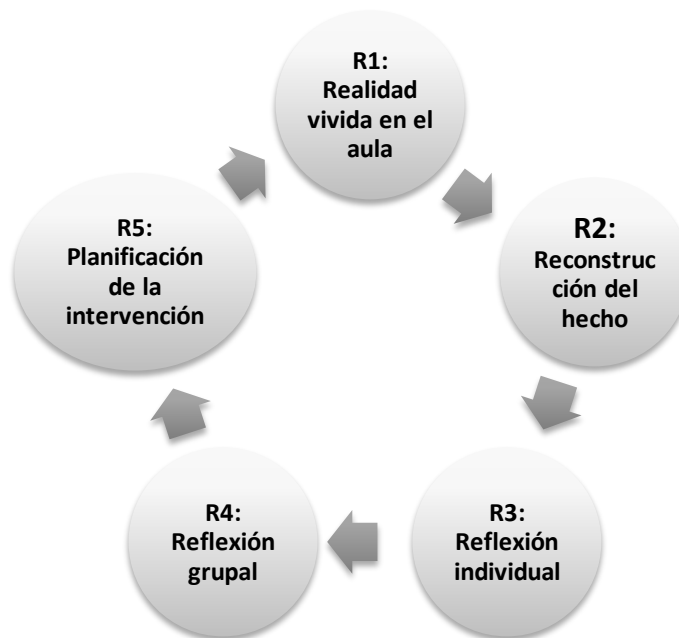 R1:
Realidad
vivida en el
aula
R2:
Reconstruc
ción del
hecho
R3:
Reflexión
individual
R4:
Reflexión
grupal
R5:
Planificación
de la
intervención